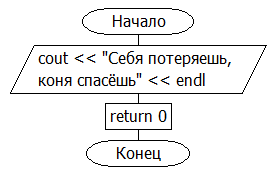 Начало
cout << "Себя потеряешь,
коня спасёшь" << endl
return 0
Конец